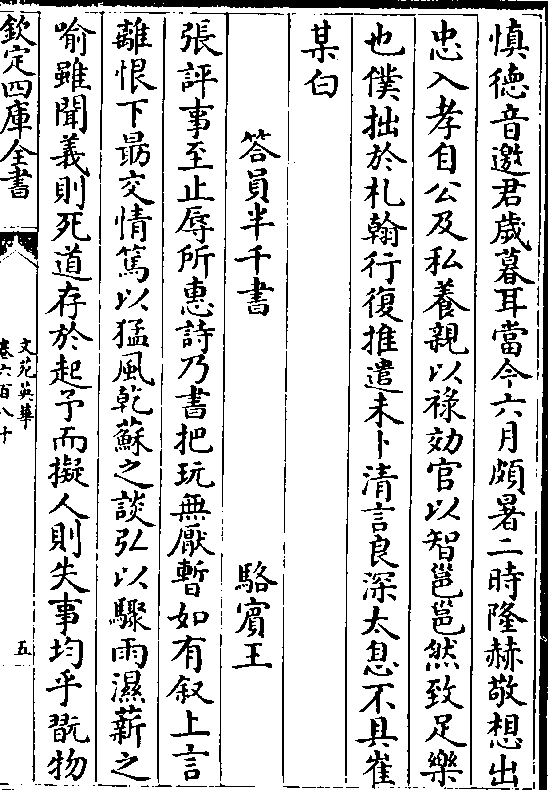 慎德音邀君歲暮耳當今六月頗暑二時隆赫敬想出
忠入孝自公及私養親以禄効官以智邕邕然致足樂
也僕拙於札翰行復推遣未卜清言良深太息不具崔
某白
答員半千書 駱賓王
張評事至止辱所惠詩乃書把玩無厭暫如有叙上言
離恨下朂交情篤以猛風乾蘇之談弘以驟雨濕薪之
喻雖聞義則死道存於起予而擬人則失事均乎翫物
欽定四庫全書
文苑英華
卷六百八十
五